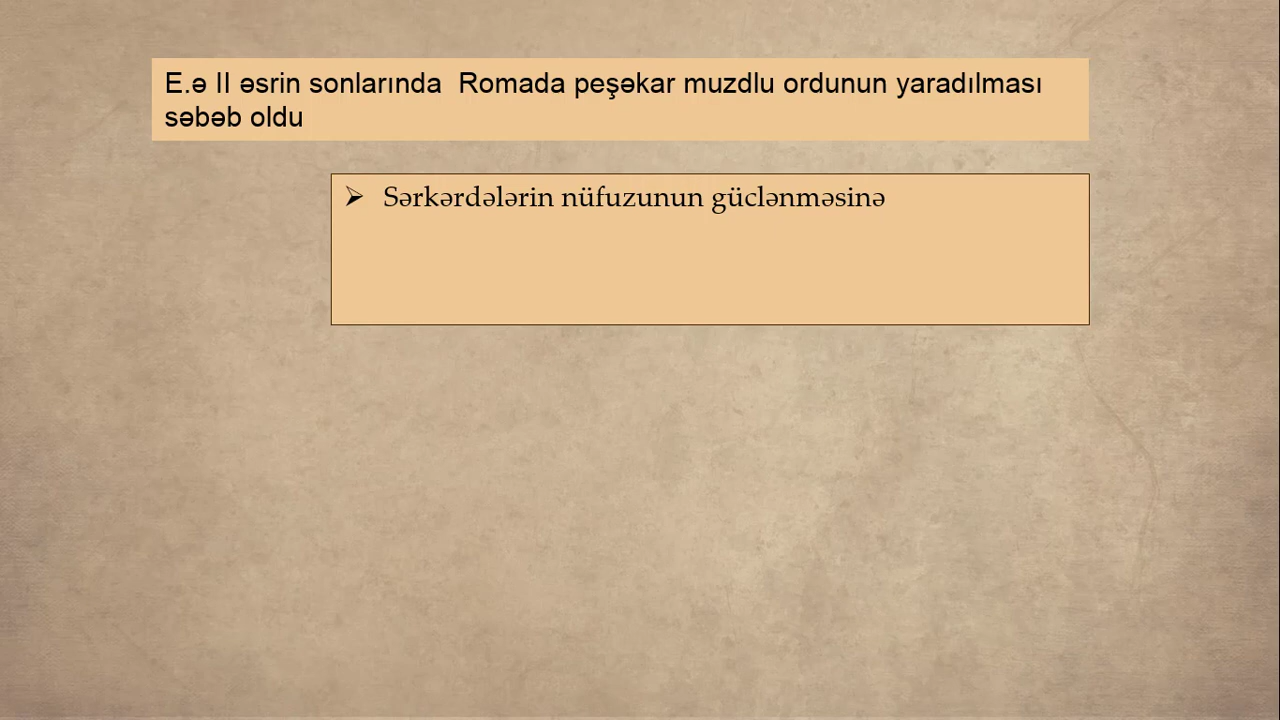 E.ə II əsrin sonlarında  Romada peşəkar muzdlu ordunun yaradılması
səbəb oldu
➢ Sərkərdələrin nüfuzunun güclənməsinə